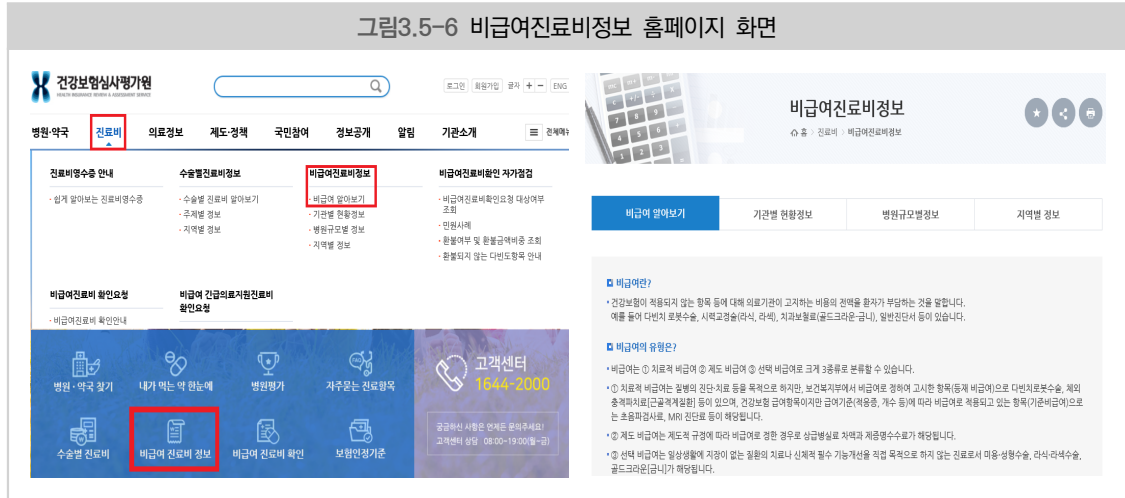 그림3.5-6 비급여진료비정보 홈페이지 화면
건강보험심사평가원
HEALTH INSURANCE REVIEW & ASSESSMENT SERVICE
로그인 회원가입 글자 + - ENG
병원·약국 진료비 의료정보 제도·정책 국민참여 정보공개 알림 기관소개 전체메뉴
진료비영수증 안내
· 쉽게 알아보는 진료비영수증
수술별진료비정보
· 수술별 진료비 알아보기
· 주제별 정보
· 지역별 정보
비급여진료비정보
· 비급여 알아보기
· 기관별 현황정보
· 병원규모별 정보
· 지역별 정보
비급여진료비확인 자가점검
· 비급여진료비확인요청 대상여부
조회
· 민원사례
· 환불여부 및 환불금액비중 조회
· 환불되지 않는 다빈도항목 안내
비급여진료비 확인요청
· 비급여진료비 확인안내
비급여 긴급의료지원진료비
확인요청
병원·약국 찾기 내가 먹는 약 한눈에 병원평가 자주묻는 진료항목
수술별 진료비 비급여 진료비 정보 비급여 진료비 확인 보험인정기준
고객센터
1644-2000
궁금하신 사항은 언제든 문의주세요!
고객센터 상담 08:00~19:00(월~금)
비급여진료비정보
홈 > 진료비 > 비급여진료비정보
비급여 알아보기 기관별 현황정보 병원규모별정보 지역별 정보
비급여란?
• 건강보험이 적용되지 않는 항목 등에 대해 의료기관이 고지하는 비용의 전액을 환자가 부담하는 것을 말합니다.
예를 들어 다빈치 로봇수술, 시력교정술(라식, 라섹), 치과보철료(골드크라운-금니), 일반진단서 등이 있습니다.
비급여의 유형은?
• 비급여는 ① 치료적 비급여 ② 제도 비급여 ③ 선택 비급여로 크게 3종류로 분류할 수 있습니다.
• ① 치료적 비급여는 질병의 진단·치료 등을 목적으로 하지만, 보건복지부에서 비급여로 정하여 고시한 항목(등재 비급여)으로 다빈치로봇수술, 체외
충격파치료[근골격계질환] 등이 있으며, 건강보험 급여항목이지만 급여기준(적응증, 개수 등)에 따라 비급여로 적용되고 있는 항목(기준비급여)으로
는 초음파검사료, MRI 진단료 등이 해당됩니다.
• ② 제도 비급여는 제도적 규정에 따라 비급여로 정한 경우로 상급병실료 차액과 제증명수수료가 해당됩니다.
• ③ 선택 비급여는 일상생활에 지장이 없는 질환의 치료나 신체적 필수 기능개선을 직접 목적으로 하지 않는 진료로서 미용·성형수술, 라식·라섹수술,
골드크라운[금니]가 해당됩니다.